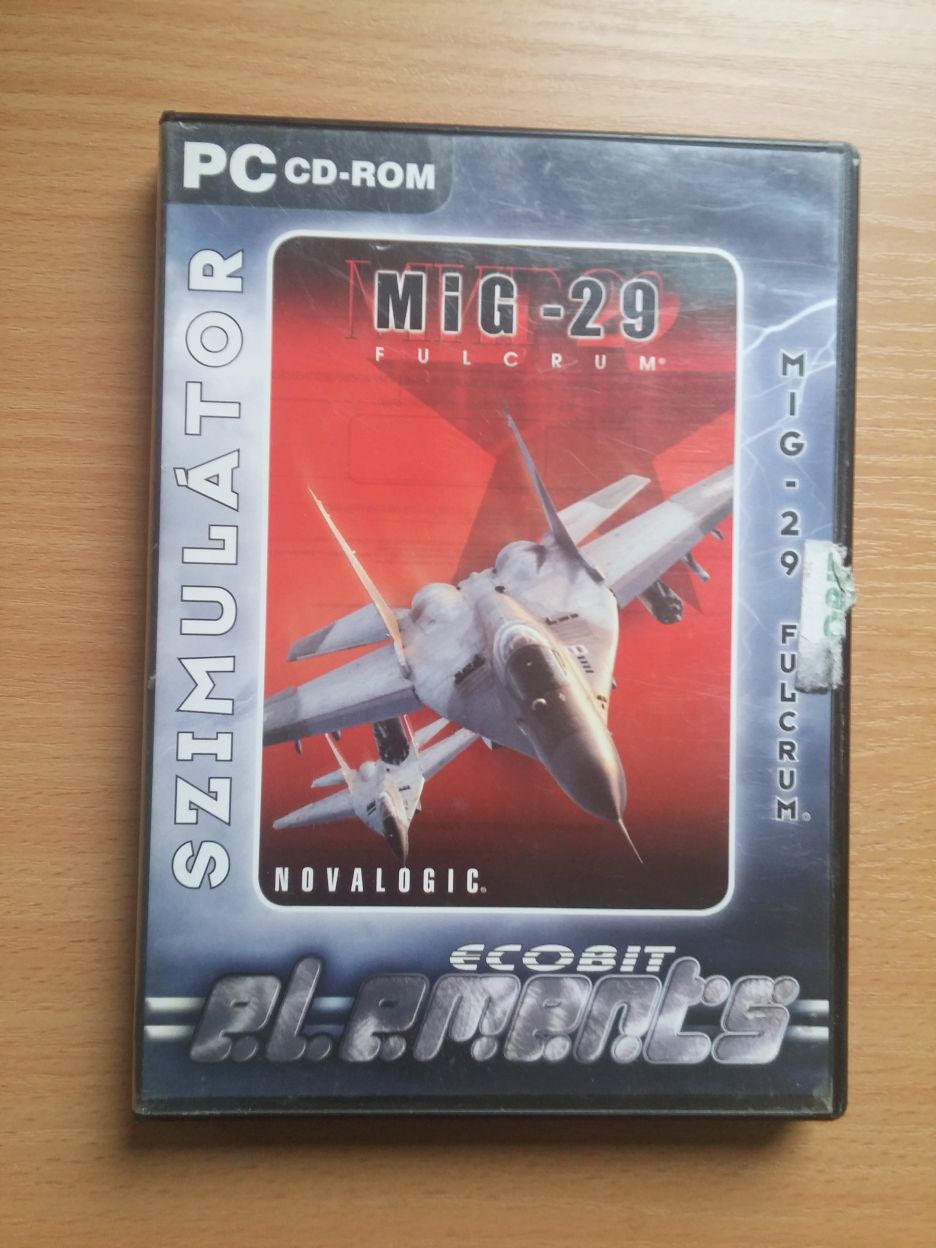 PC CD-ROM
SZIMULÁTOR
MiG-29
FULCRUM®
MIG-29 FULCRUM®
NOVALOGIC®
ECOBIT
elements